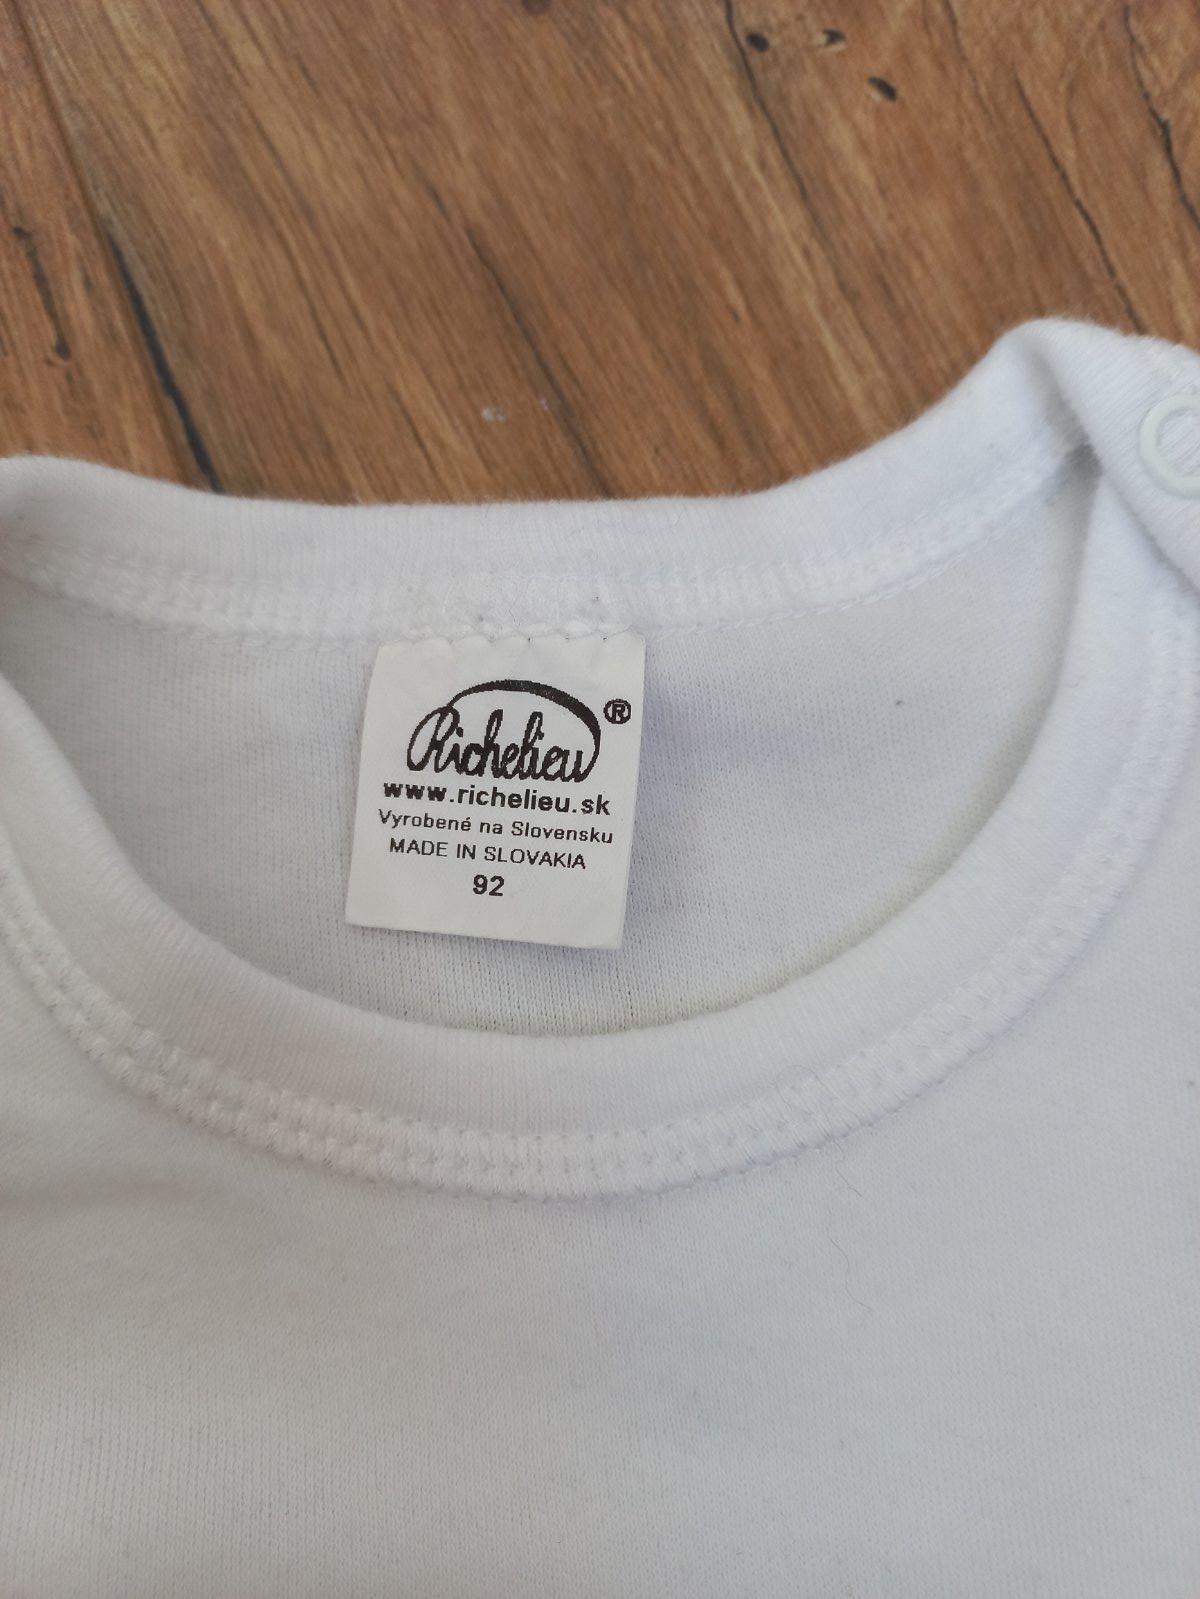 Richelieu®
www.richelieu.sk
Vyrobené na Slovensku
MADE IN SLOVAKIA
92